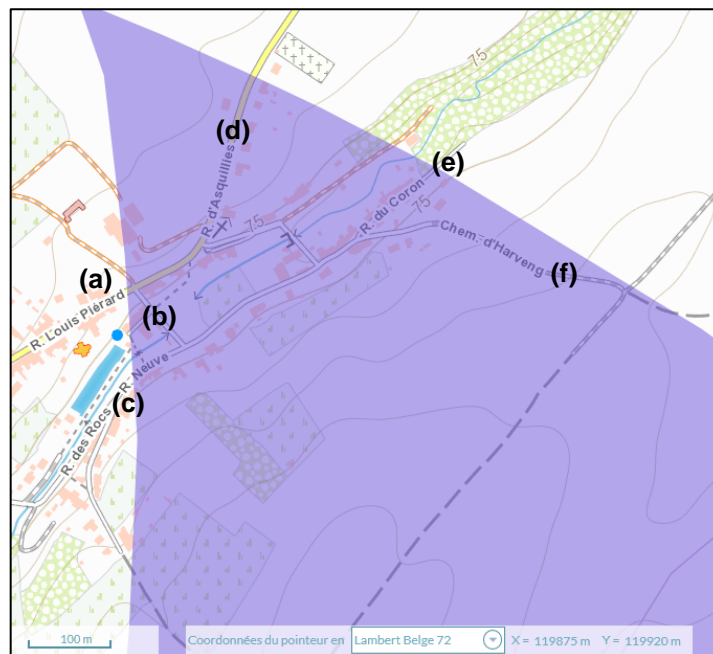 75
(d)
(e)
R. d'Asquillies
R. du Coron
75
75
Chem. d'Harveng
(a)
(f)
R. Louis Piérard
(b)
R. Neuve
(c)
R. des Rocs
100 m
Coordonnées du pointeur en Lambert Belge 72 X = 119875 m Y = 119920 m